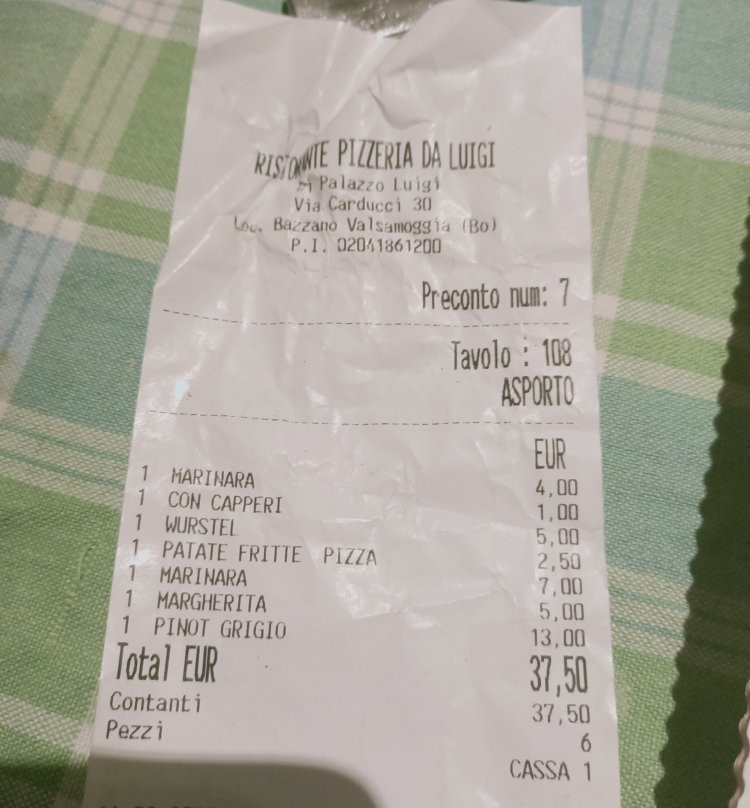 RISTORANTE PIZZERIA DA LUIGI
di Palazzo Luigi
Via Carducci 30
Loc. Bazzano Valsamoggia (Bo)
P.I. 02041861200
Preconto num: 7
Tavolo : 108
ASPORTO
EUR
1 MARINARA 4,00
1 CON CAPPERI 1,00
1 WURSTEL 5,00
1 PATATE FRITTE PIZZA 2,50
1 MARINARA 7,00
1 MARGHERITA 5,00
1 PINOT GRIGIO 13,00
Total EUR 37,50
Contanti 37,50
Pezzi 6
CASSA 1